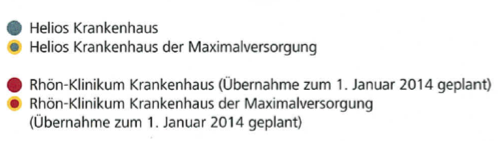 Helios Krankenhaus
Helios Krankenhaus der Maximalversorgung
Rhön-Klinikum Krankenhaus (Übernahme zum 1. Januar 2014 geplant)
Rhön-Klinikum Krankenhaus der Maximalversorgung
(Übernahme zum 1. Januar 2014 geplant)